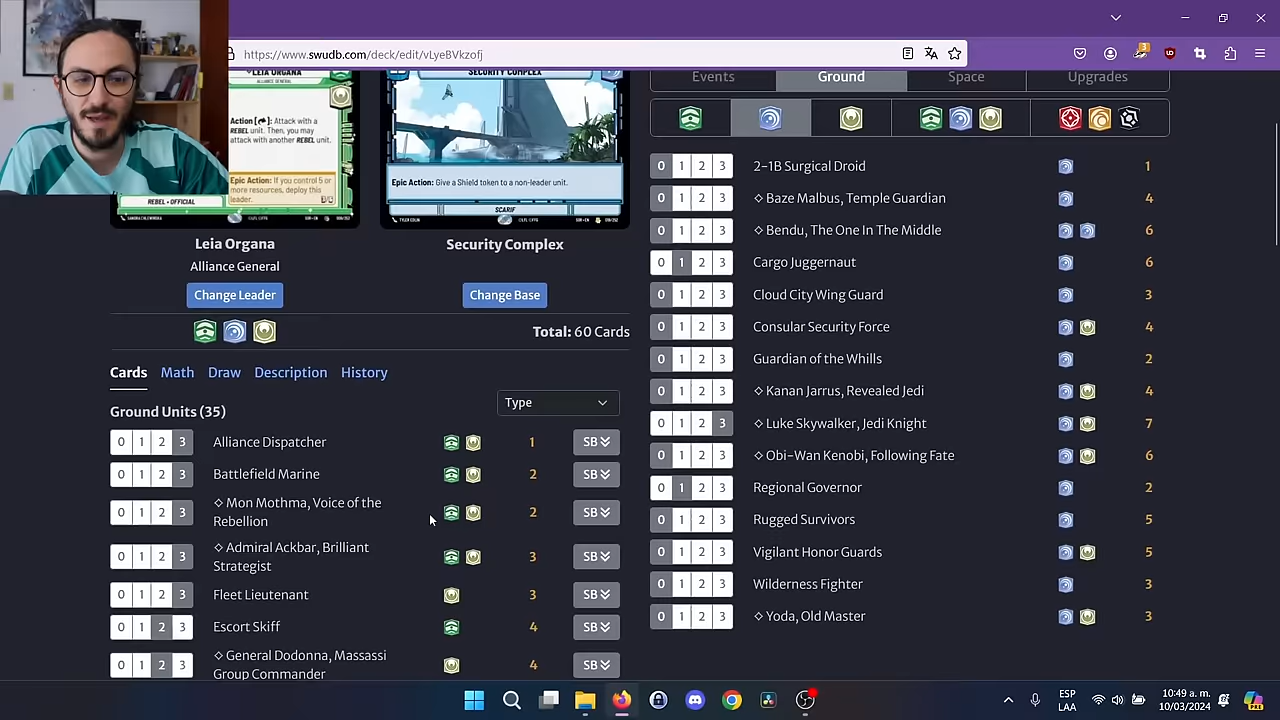 https://www.swudb.com/deck/edit/vLyeBVkzofj
LEIA ORGANA
ALLIANCE GENERAL
Action [ ]: Attack with a
REBEL unit. Then, you may
attack with another REBEL unit.
Epic Action: If you control 5 or
more resources, deploy this
leader.
REBEL • OFFICIAL
SECURITY COMPLEX
Epic Action: Give a Shield token to a non-leader unit.
SCARIF
Leia Organa
Alliance General
Change Leader
Security Complex
Change Base
Total: 60 Cards
Cards Math Draw Description History
Ground Units (35)
Type
0 1 2 3 Alliance Dispatcher 1 SB
0 1 2 3 Battlefield Marine 2 SB
0 1 2 3 Mon Mothma, Voice of the
Rebellion 2 SB
0 1 2 3 Admiral Ackbar, Brilliant
Strategist 3 SB
0 1 2 3 Fleet Lieutenant 3 SB
0 1 2 3 Escort Skiff 4 SB
0 1 2 3 General Dodonna, Massassi
Group Commander 4 SB
Events Ground Upgrades
0 1 2 3 2-1B Surgical Droid 1
0 1 2 3 Baze Malbus, Temple Guardian 4
0 1 2 3 Bendu, The One In The Middle 6
0 1 2 3 Cargo Juggernaut 6
0 1 2 3 Cloud City Wing Guard 3
0 1 2 3 Consular Security Force 4
0 1 2 3 Guardian of the Whills 2
0 1 2 3 Kanan Jarrus, Revealed Jedi 4
0 1 2 3 Luke Skywalker, Jedi Knight 7
0 1 2 3 Obi-Wan Kenobi, Following Fate 6
0 1 2 3 Regional Governor 2
0 1 2 3 Rugged Survivors 5
0 1 2 3 Vigilant Honor Guards 5
0 1 2 3 Wilderness Fighter 3
0 1 2 3 Yoda, Old Master 3
ESP
LAA
10:49 a. m.
10/03/2024